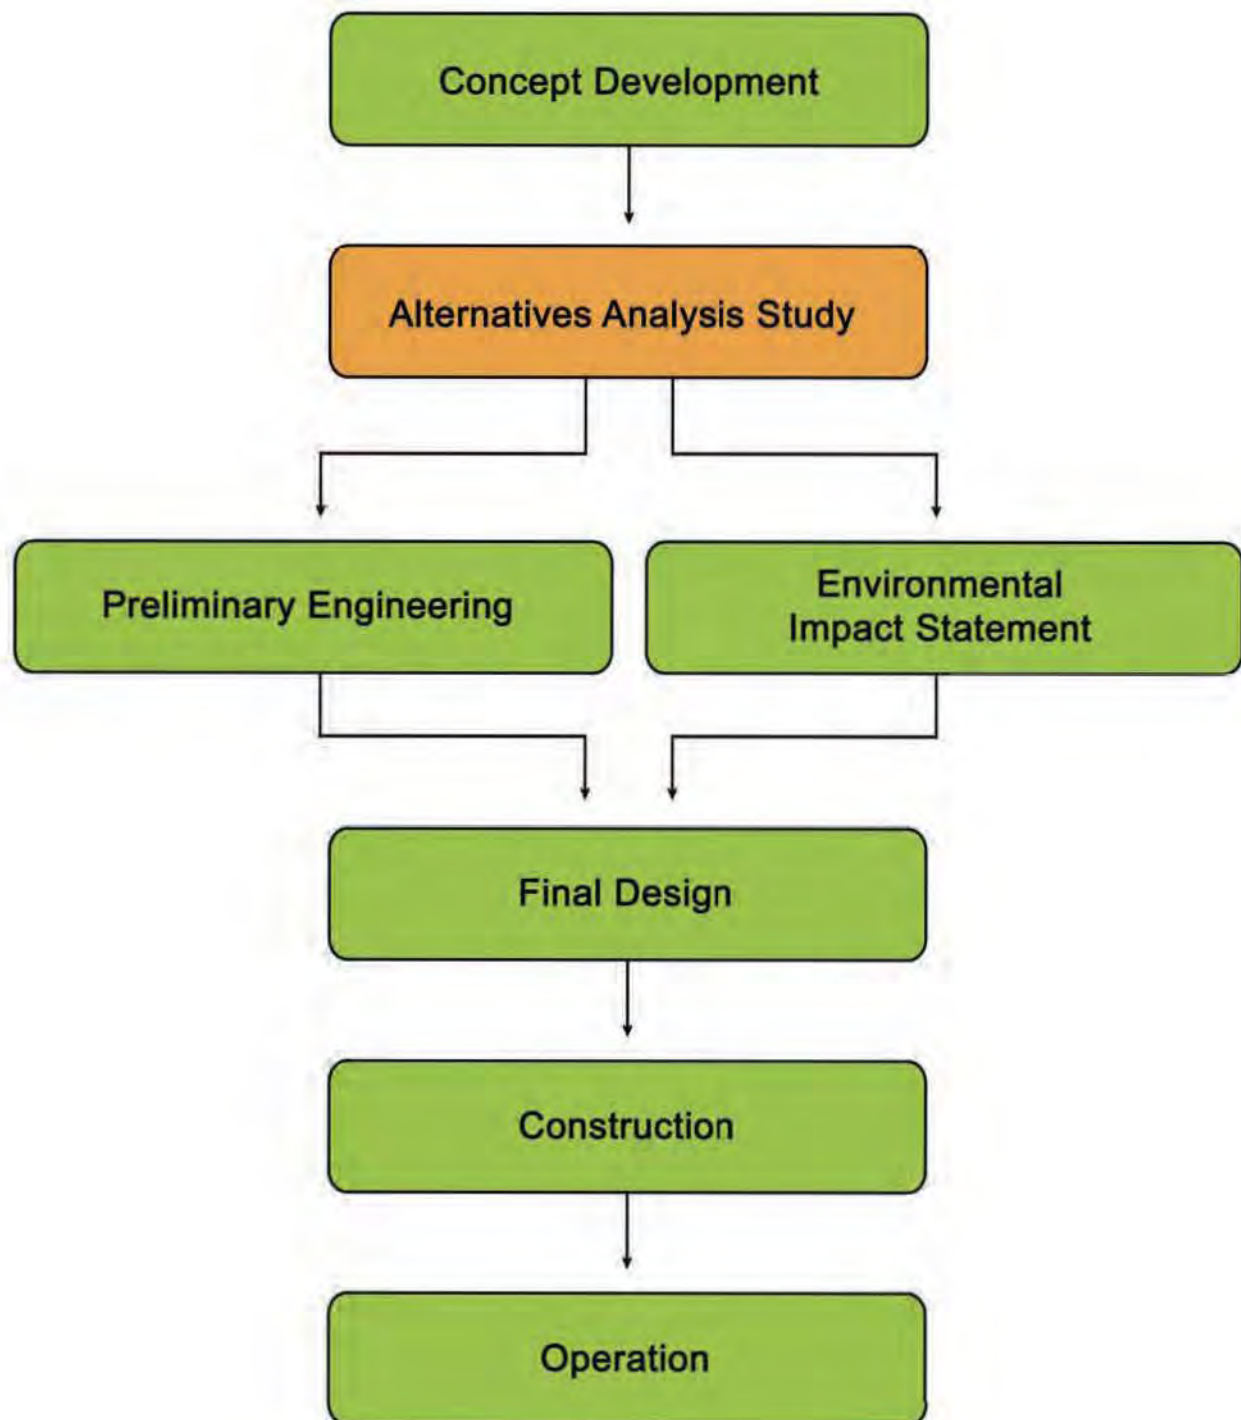 Concept Development
Alternatives Analysis Study
Preliminary Engineering
Environmental
Impact Statement
Final Design
Construction
Operation